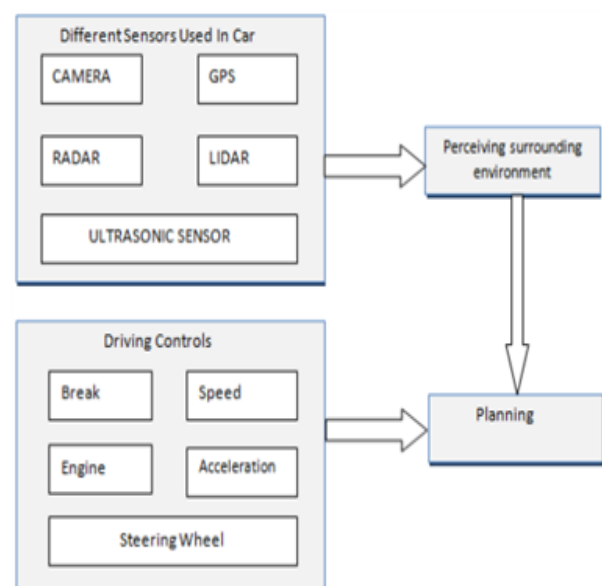 Different Sensors Used In Car
CAMERA
GPS
RADAR
LIDAR
ULTRASONIC SENSOR
Perceiving surrounding
environment
Driving Controls
Break
Speed
Engine
Acceleration
Steering Wheel
Planning